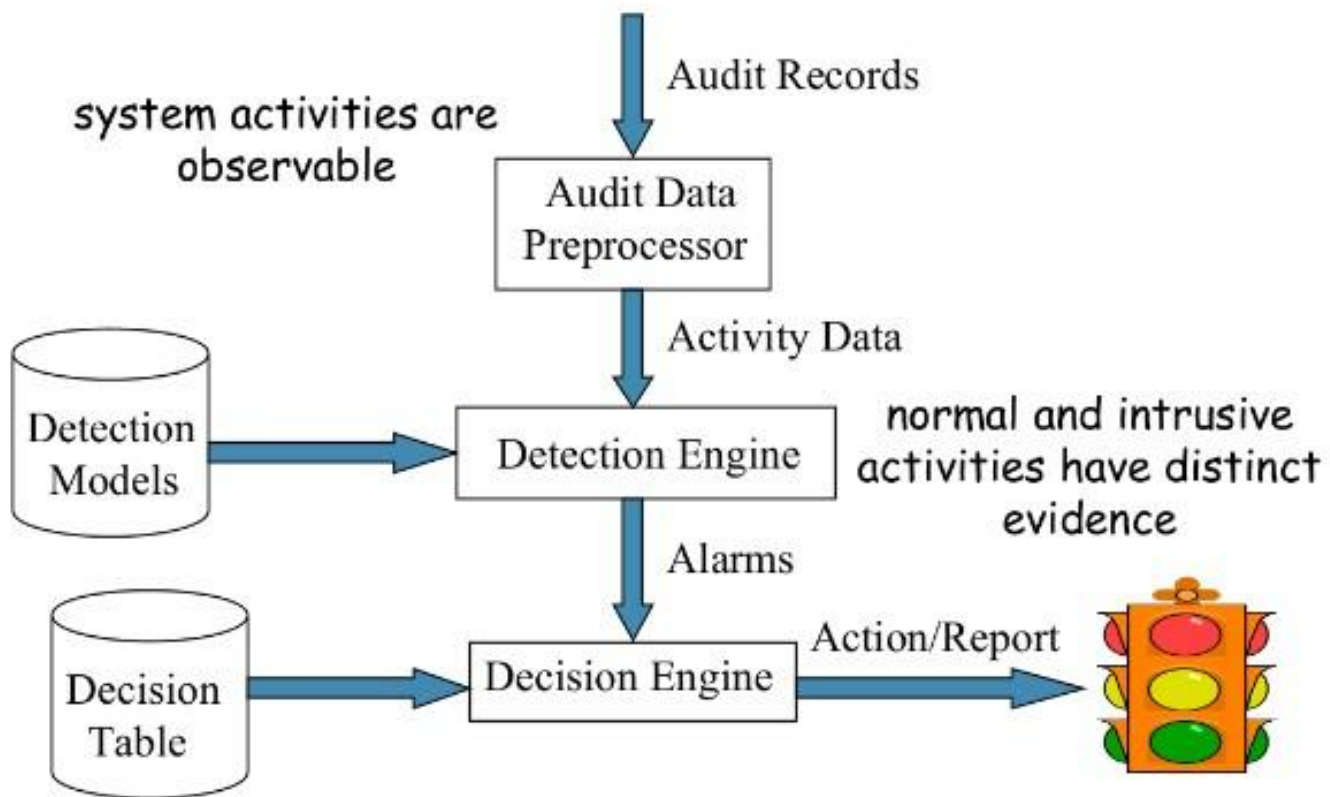 Audit Records
system activities are
observable
Audit Data
Preprocessor
Activity Data
Detection
Models
Detection Engine
normal and intrusive
activities have distinct
evidence
Alarms
Decision
Table
Decision Engine
Action/Report